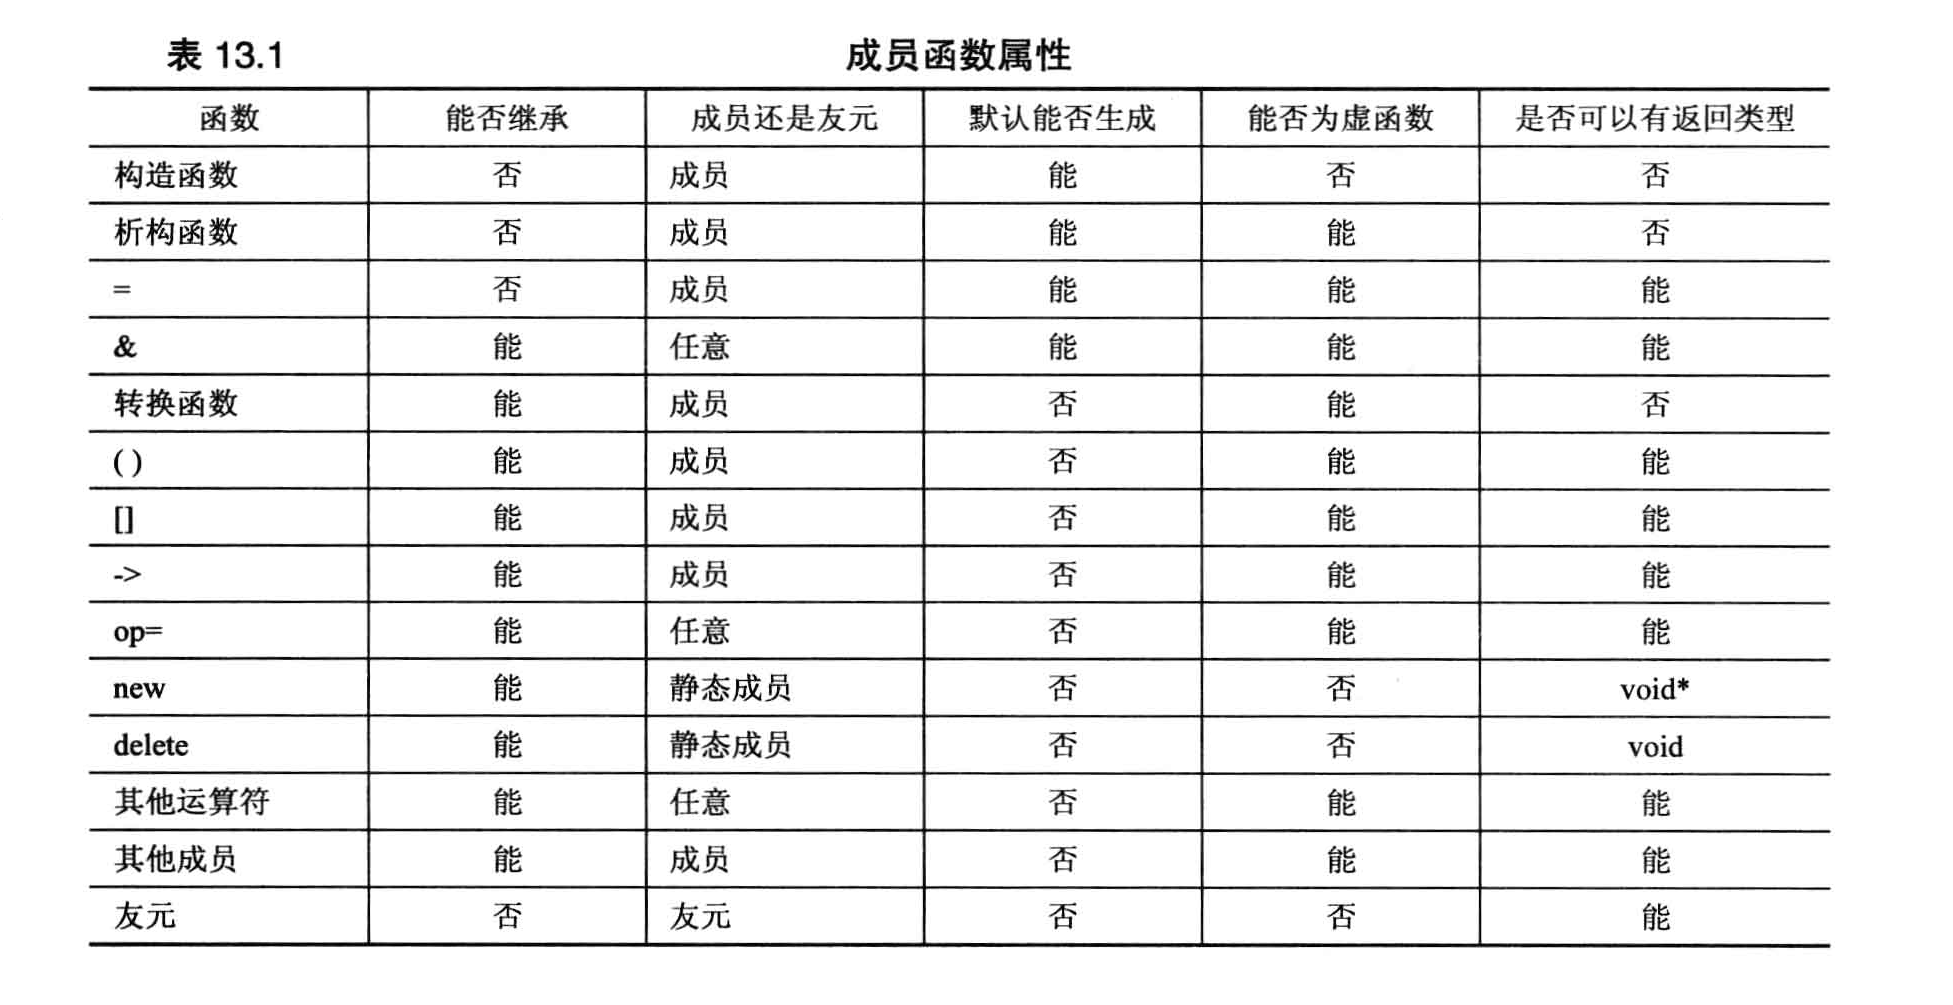 表 13.1 成员函数属性
函数 能否继承 成员还是友元 默认能否生成 能否为虚函数 是否可以有返回类型
构造函数 否 成员 能 否 否
析构函数 否 成员 能 能 否
= 否 成员 能 能 能
& 能 任意 能 能 能
转换函数 能 成员 否 能 否
( ) 能 成员 否 能 能
[] 能 成员 否 能 能
-> 能 成员 否 能 能
op= 能 任意 否 能 能
new 能 静态成员 否 否 void*
delete 能 静态成员 否 否 void
其他运算符 能 任意 否 能 能
其他成员 能 成员 否 能 能
友元 否 友元 否 否 能